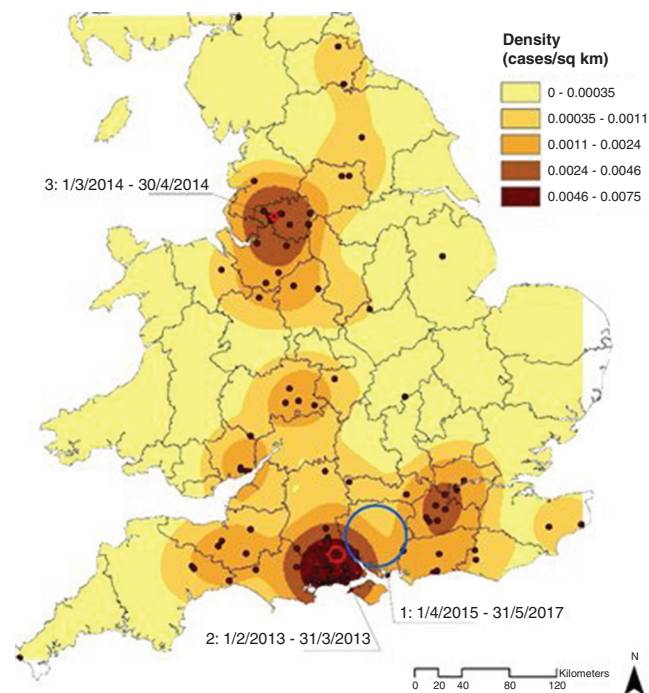 Density
(cases/sq km)
0 - 0.00035
0.00035 - 0.0011
0.0011 - 0.0024
0.0024 - 0.0046
0.0046 - 0.0075
3: 1/3/2014 - 30/4/2014
1: 1/4/2015 - 31/5/2017
2: 1/2/2013 - 31/3/2013
N
Kilometers
0 20 40 80 120